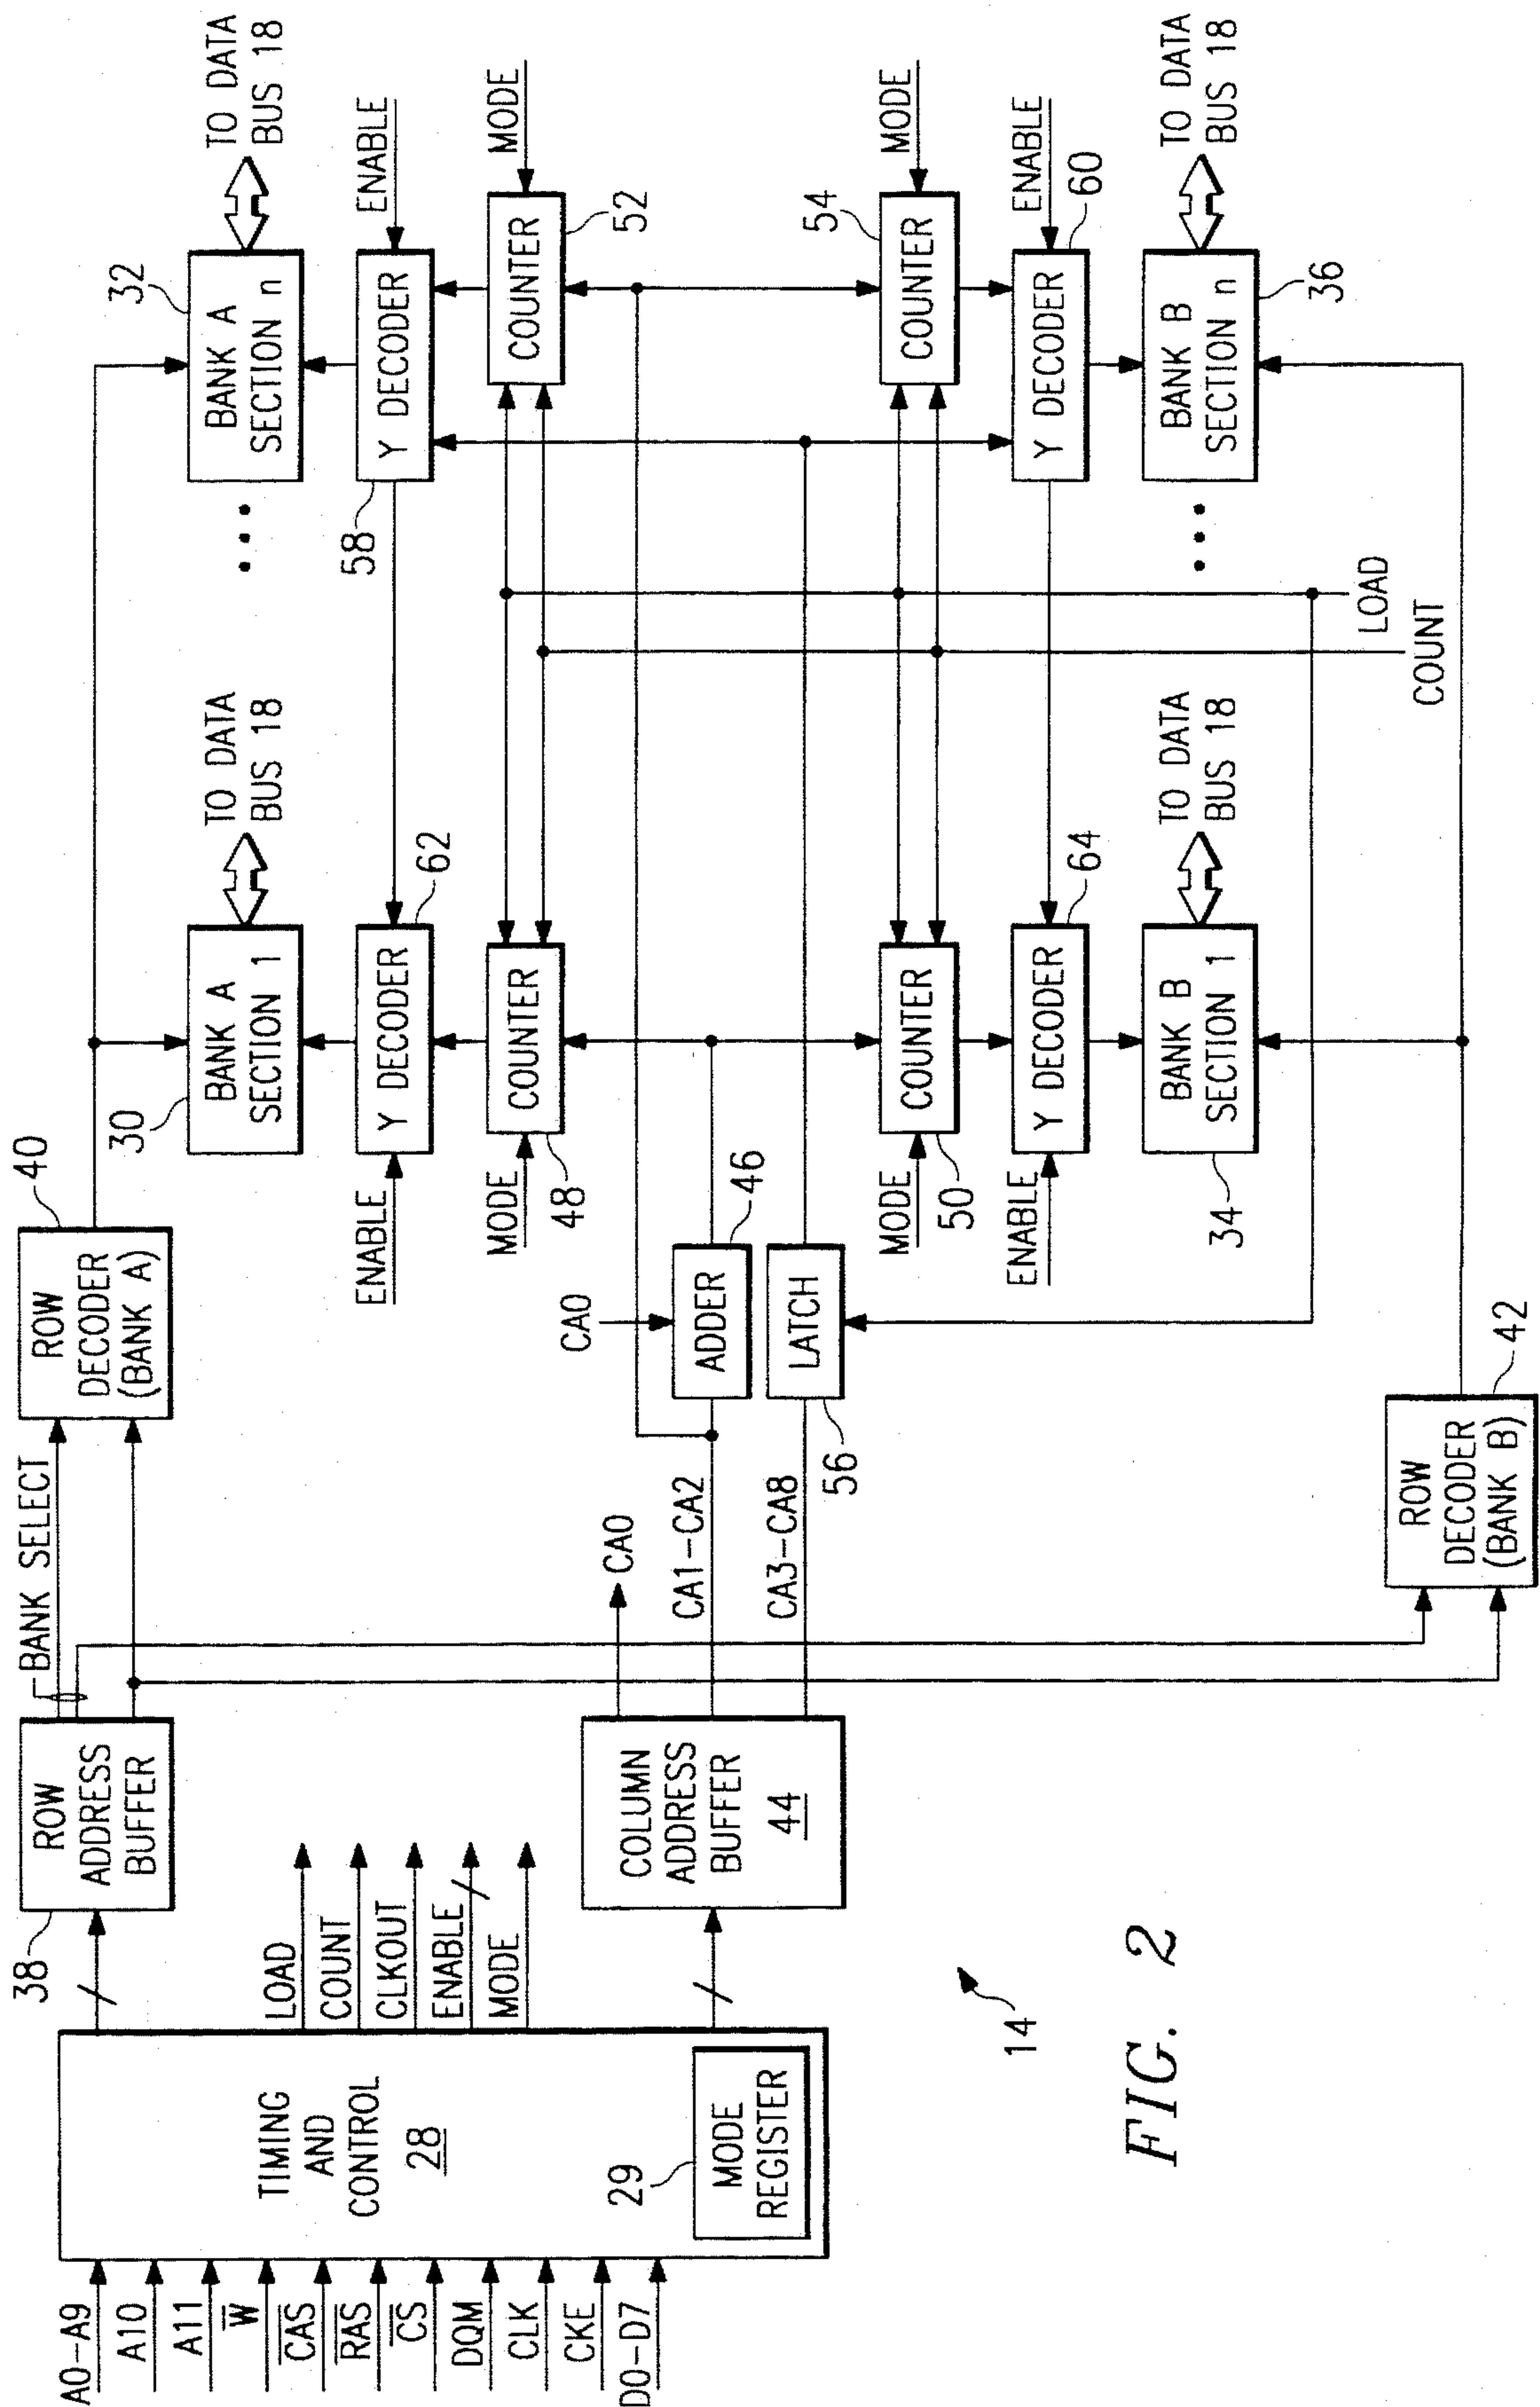 A0-A9
A10
A11
W̅
C̅A̅S̅
R̅A̅S̅
C̅S̅
DQM
CLK
CKE
D0-D7
TIMING
AND
CONTROL
28
29
MODE
REGISTER
LOAD
COUNT
CLKOUT
ENABLE
MODE
38
ROW
ADDRESS
BUFFER
BANK SELECT
COLUMN
ADDRESS
BUFFER
44
CA0
CA1-CA2
CA3-CA8
40
ROW
DECODER
(BANK A)
CA0
ADDER
46
LATCH
56
ROW
DECODER
(BANK B)
42
30
BANK A
SECTION 1
TO DATA
BUS 18
32
BANK A
SECTION n
TO DATA
BUS 18
ENABLE
Y DECODER
62
58
Y DECODER
ENABLE
MODE
48
COUNTER
COUNTER
52
MODE
MODE
50
COUNTER
54
COUNTER
MODE
ENABLE
Y DECODER
64
Y DECODER
60
ENABLE
34
BANK B
SECTION 1
TO DATA
BUS 18
BANK B
SECTION n
36
TO DATA
BUS 18
LOAD
COUNT
14
FIG. 2